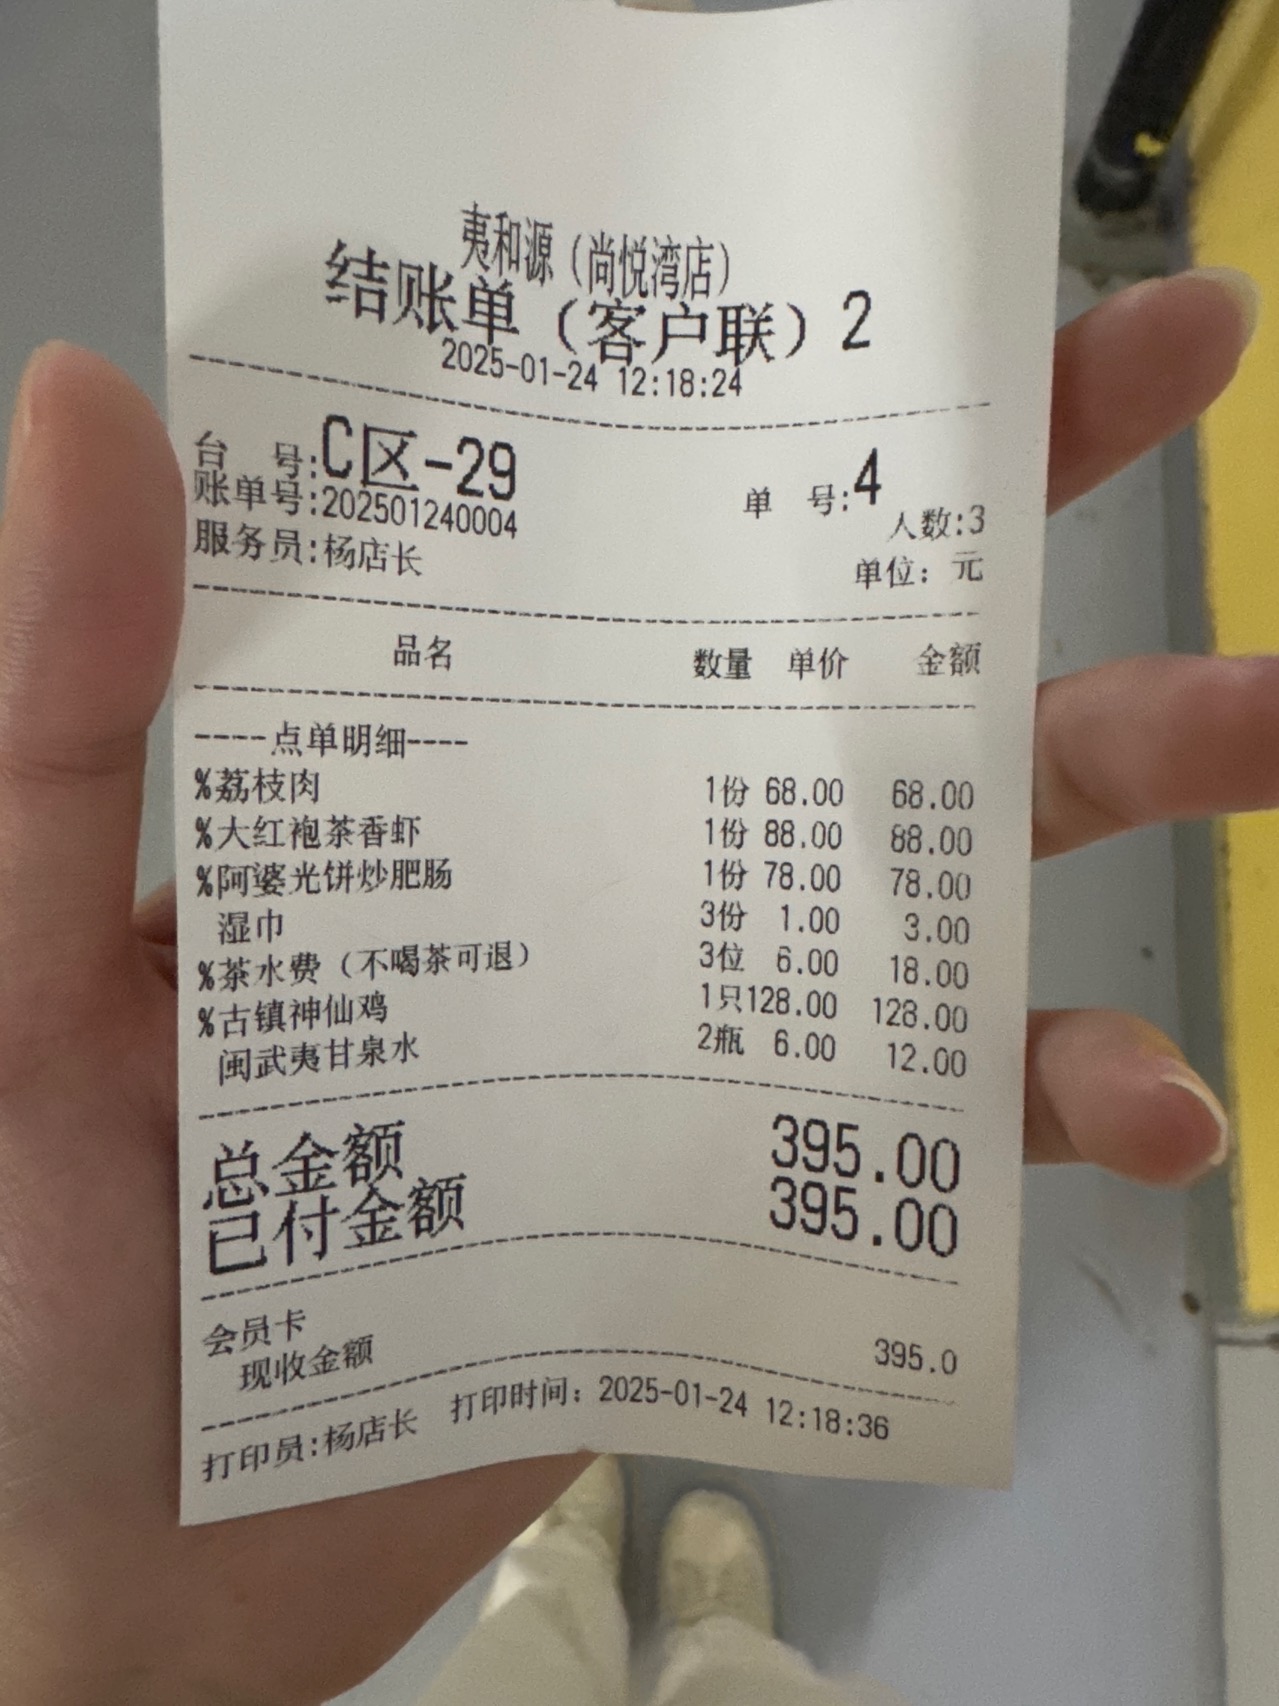 夷和源（尚悦湾店）
结账单（客户联）2
2025-01-24 12:18:24
台 号:C区-29 单 号:4
账单号:202501240004 人数:3
服务员:杨店长 单位：元
品名 数量 单价 金额
----点单明细----
%荔枝肉 1份 68.00 68.00
%大红袍茶香虾 1份 88.00 88.00
%阿婆光饼炒肥肠 1份 78.00 78.00
湿巾 3份 1.00 3.00
%茶水费（不喝茶可退） 3位 6.00 18.00
%古镇神仙鸡 1只128.00 128.00
闽武夷甘泉水 2瓶 6.00 12.00
总金额 395.00
已付金额 395.00
会员卡
现收金额 395.0
打印员:杨店长 打印时间：2025-01-24 12:18:36